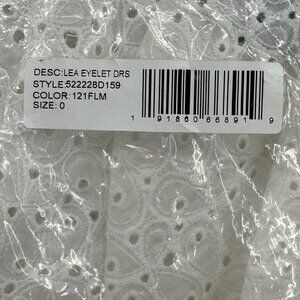 DESC:LEA EYELET DRS
STYLE:522228D159
COLOR: 121FLM
SIZE: 0
1 91860 66891 9